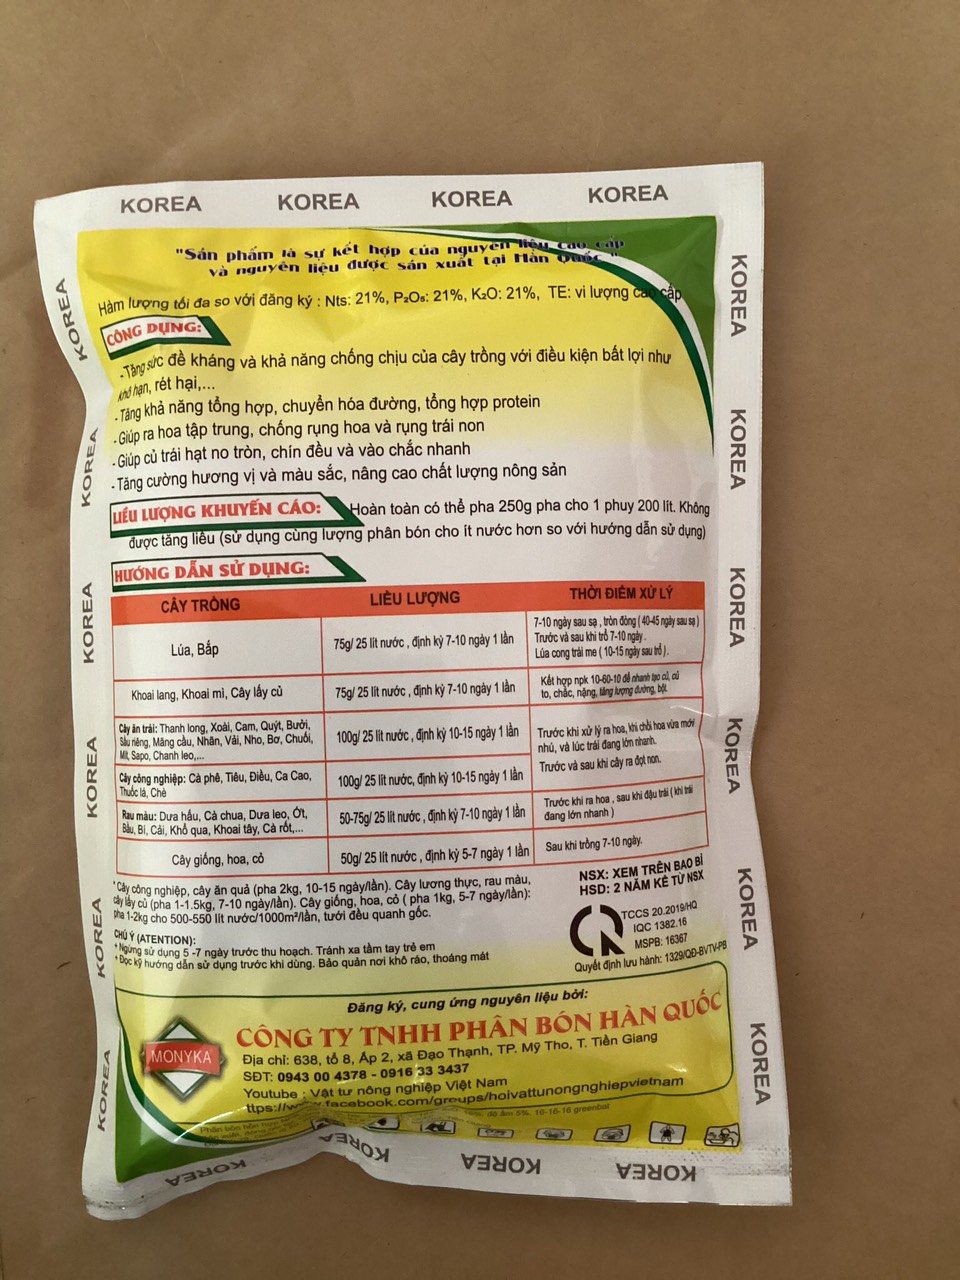 KOREA KOREA KOREA KOREA
"Sản phẩm là sự kết hợp của nguyên liệu cao cấp
và nguyên liệu được sản xuất tại Hàn Quốc"
Hàm lượng tối đa so với đăng ký : Nts: 21%, P₂O₅: 21%, K₂O: 21%, TE: vi lượng cao cấp
CÔNG DỤNG:
-Tăng sức đề kháng và khả năng chống chịu của cây trồng với điều kiện bất lợi như
khô hạn, rét hại,...
-Tăng khả năng tổng hợp, chuyển hóa đường, tổng hợp protein
-Giúp ra hoa tập trung, chống rụng hoa và rụng trái non
-Giúp củ trái hạt no tròn, chín đều và vào chắc nhanh
-Tăng cường hương vị và màu sắc, nâng cao chất lượng nông sản
LIỀU LƯỢNG KHUYẾN CÁO: Hoàn toàn có thể pha 250g pha cho 1 phuy 200 lít. Không
được tăng liều (sử dụng cùng lượng phân bón cho ít nước hơn so với hướng dẫn sử dụng)
HƯỚNG DẪN SỬ DỤNG:
CÂY TRỒNG LIỀU LƯỢNG THỜI ĐIỂM XỬ LÝ
Lúa, Bắp
75g/ 25 lít nước , định kỳ 7-10 ngày 1 lần
7-10 ngày sau sạ , tròn đòng ( 40-45 ngày sau sạ )
Trước và sau khi trổ 7-10 ngày .
Lúa cong trái me ( 10-15 ngày sau trổ ) .
Khoai lang, Khoai mì, Cây lấy củ
75g/ 25 lít nước , định kỳ 7-10 ngày 1 lần
Kết hợp npk 10-60-10 để nhanh tạo củ, củ
to, chắc, nặng, tăng lượng đường, bột.
Cây ăn trái: Thanh long, Xoài, Cam, Quýt, Bưởi,
Sầu riêng, Mãng cầu, Nhãn, Vải, Nho, Bơ, Chuối,
Mít, Sapo, Chanh leo,...
100g/ 25 lít nước , định kỳ 10-15 ngày 1 lần
Trước khi xử lý ra hoa, khi chồi hoa vừa mới
nhú, và lúc trái đang lớn nhanh.
Trước và sau khi cây ra đọt non.
Cây công nghiệp: Cà phê, Tiêu, Điều, Ca Cao,
Thuốc lá, Chè
100g/ 25 lít nước, định kỳ 10-15 ngày 1 lần
Rau màu: Dưa hấu, Cà chua, Dưa leo, Ớt,
Bầu, Bí, Cải, Khổ qua, Khoai tây, Cà rốt,...
50-75g/ 25 lít nước , định kỳ 7-10 ngày 1 lần
Trước khi ra hoa , sau khi đậu trái ( khi trái
đang lớn nhanh )
Cây giống, hoa, cỏ
50g/ 25 lít nước , định kỳ 5-7 ngày 1 lần
Sau khi trồng 7-10 ngày.
*Cây công nghiệp, cây ăn quả (pha 2kg, 10-15 ngày/lần). Cây lương thực, rau màu,
cây lấy củ (pha 1-1.5kg, 7-10 ngày/lần). Cây giống, hoa, cỏ ( pha 1kg, 5-7 ngày/lần):
pha 1-2kg cho 500-550 lít nước/1000m²/lần, tưới đều quanh gốc.
CHÚ Ý (ATENTION):
* Ngừng sử dụng 5 -7 ngày trước thu hoạch. Tránh xa tầm tay trẻ em
* Đọc kỹ hướng dẫn sử dụng trước khi dùng. Bảo quản nơi khô ráo, thoáng mát
NSX: XEM TRÊN BAO BÌ
HSD: 2 NĂM KỂ TỪ NSX
TCCS 20.2019/HQ
IQC 1382.16
MSPB: 16367
Quyết định lưu hành: 1329/QĐ-BVTV-PB
Đăng ký, cung ứng nguyên liệu bởi:
CÔNG TY TNHH PHÂN BÓN HÀN QUỐC
MONYKA
Địa chỉ: 638, tổ 8, Ấp 2, xã Đạo Thạnh, TP. Mỹ Tho, T. Tiền Giang
SĐT: 0943 00 4378 - 0916 33 3437
Youtube : Vật tư nông nghiệp Việt Nam
ttps://www.facebook.com/groups/hoivattunongnghiepvietnam
độ ẩm 5%. 16-16-16 greenbot
KOREA KOREA KOREA KOREA
KOREA
KOREA
KOREA
KOREA
KOREA
KOREA
KOREA
KOREA
KOREA
KOREA
KOREA
KOREA